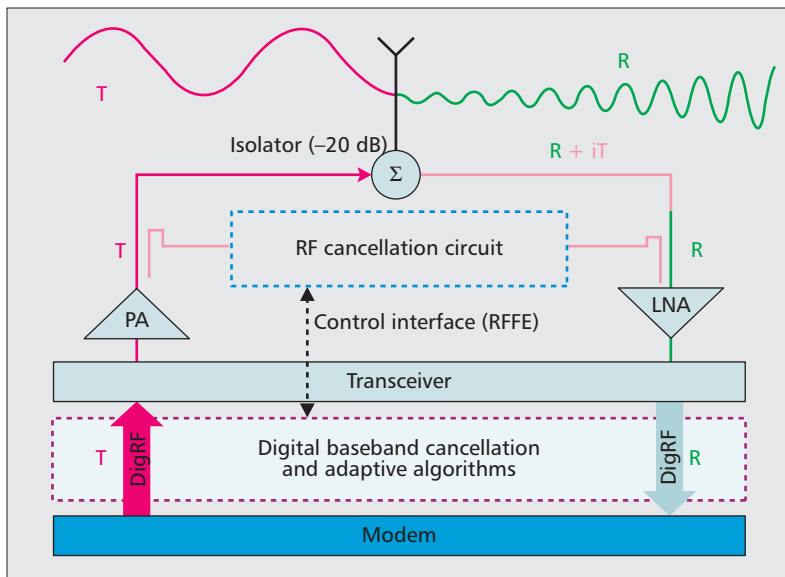 T
R
Isolator (–20 dB)
Σ
R + iT
T
RF cancellation circuit
R
PA
LNA
Control interface (RFFE)
Transceiver
T
DigRF
Digital baseband cancellation
and adaptive algorithms
DigRF
R
Modem